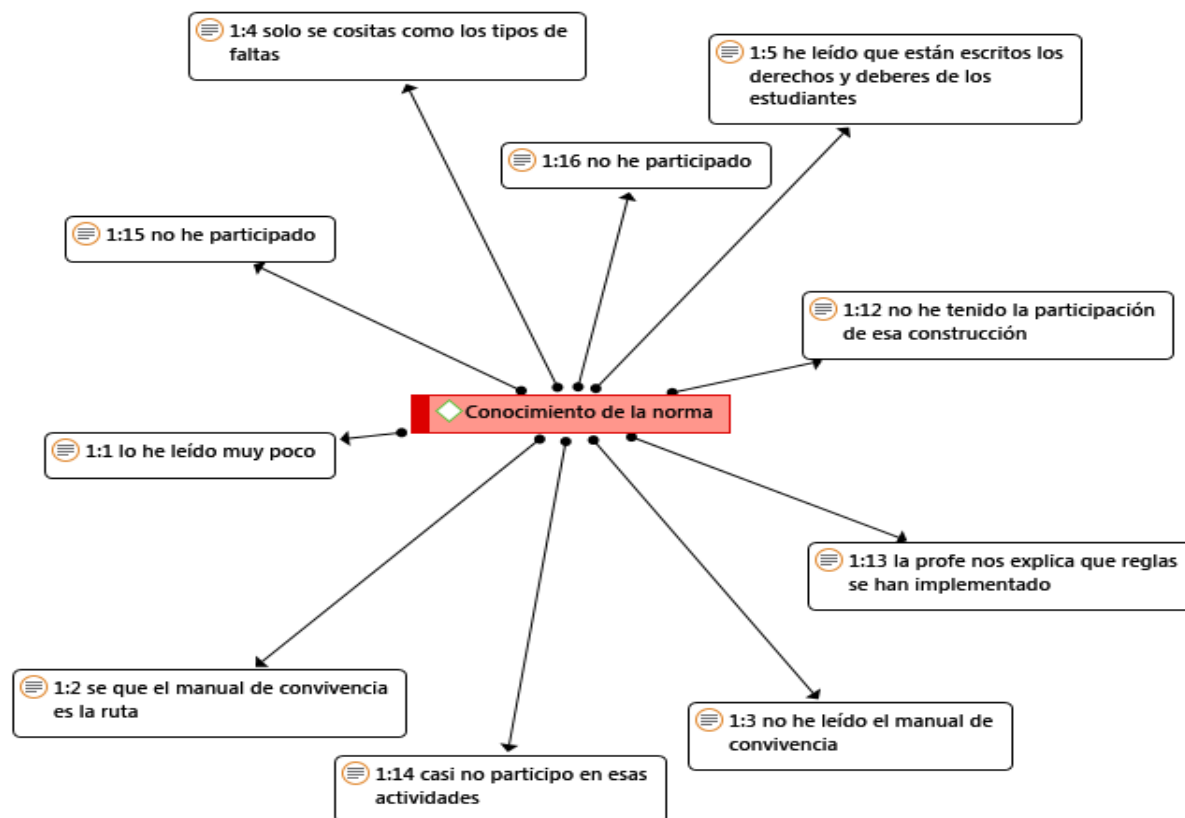 1:4 solo se cositas como los tipos de
faltas
1:5 he leído que están escritos los
derechos y deberes de los
estudiantes
1:16 no he participado
1:15 no he participado
1:12 no he tenido la participación
de esa construcción
Conocimiento de la norma
1:1 lo he leído muy poco
1:13 la profe nos explica que reglas
se han implementado
1:2 se que el manual de convivencia
es la ruta
1:3 no he leído el manual de
convivencia
1:14 casi no participo en esas
actividades